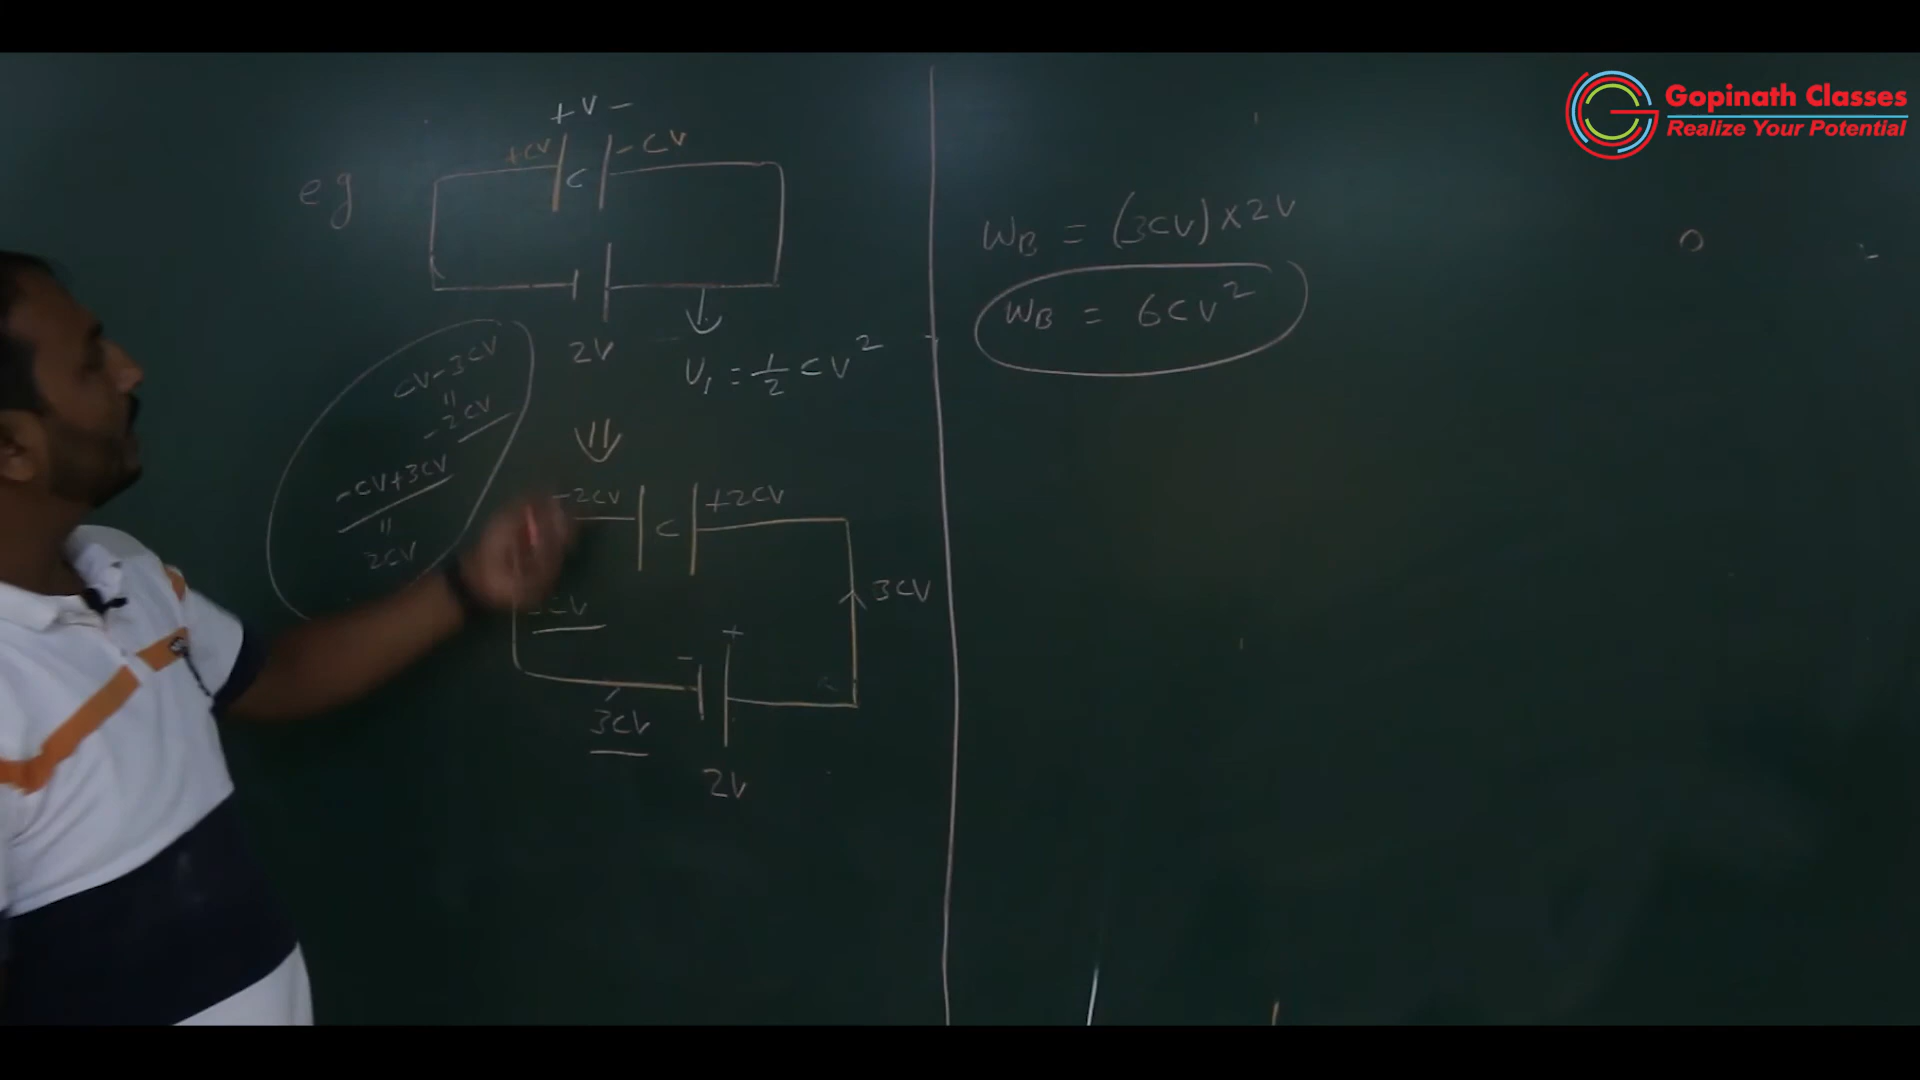 Gopinath Classes
Realize Your Potential
eg
+ V -
+CV
- CV
C
2V
U₁ = 1/2 CV²
CV - 3CV
"
- 2CV
- CV + 3CV
"
2CV
-2CV
C
+2CV
3CV
- +
3CV
2V
W_B = (3CV) × 2V
W_B = 6CV²